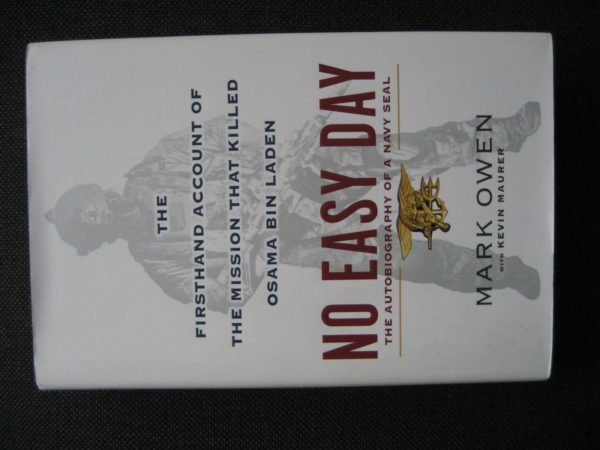 THE
FIRSTHAND ACCOUNT OF
THE MISSION THAT KILLED
OSAMA BIN LADEN
NO EASY DAY
THE AUTOBIOGRAPHY OF A NAVY SEAL
MARK OWEN
WITH KEVIN MAURER